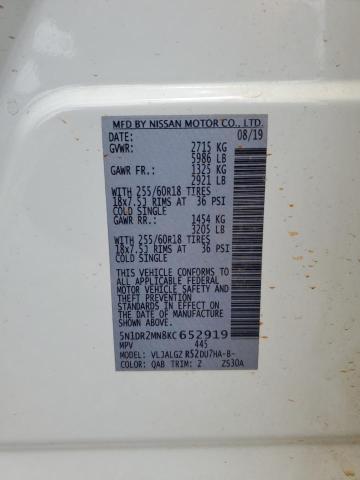 MFD BY NISSAN MOTOR CO., LTD.
DATE: 08/19
GVWR: 2715 KG
5986 LB
GAWR FR.: 1325 KG
2921 LB
WITH 255/60R18 TIRES
18x7.5J RIMS AT 36 PSI
COLD SINGLE
GAWR RR.: 1454 KG
3205 LB
WITH 255/60R18 TIRES
18x7.5J RIMS AT 36 PSI
COLD SINGLE
THIS VEHICLE CONFORMS TO
ALL APPLICABLE FEDERAL
MOTOR VEHICLE SAFETY
STANDARDS IN EFFECT ON THE
DATE OF MANUFACTURE SHOWN
ABOVE.
5N1DR2MN8KC652919
MPV 445
MODEL: VLJALGZ R52DU7HA-B-
COLOR: QAB TRIM: Z ZS30A